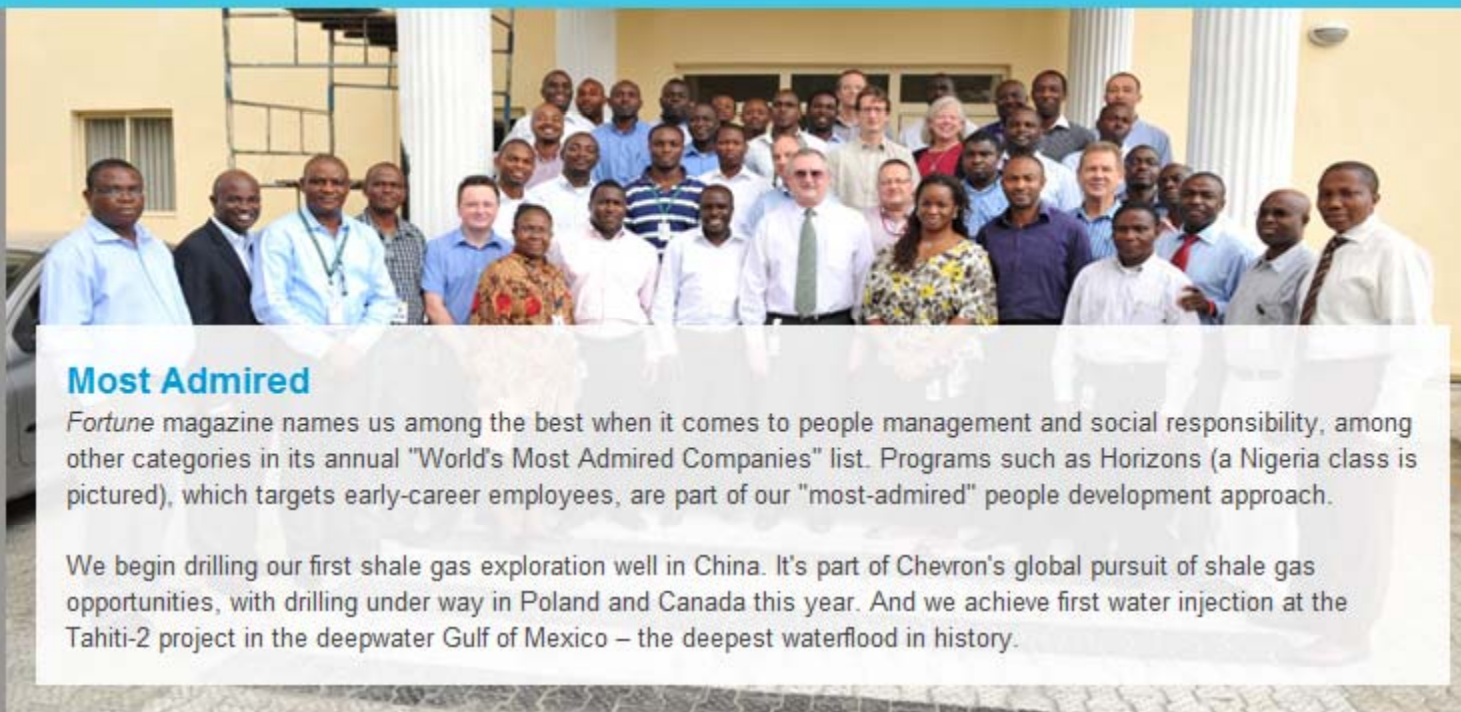 Most Admired
Fortune magazine names us among the best when it comes to people management and social responsibility, among
other categories in its annual "World's Most Admired Companies" list. Programs such as Horizons (a Nigeria class is
pictured), which targets early-career employees, are part of our "most-admired" people development approach.
We begin drilling our first shale gas exploration well in China. It's part of Chevron's global pursuit of shale gas
opportunities, with drilling under way in Poland and Canada this year. And we achieve first water injection at the
Tahiti-2 project in the deepwater Gulf of Mexico – the deepest waterflood in history.